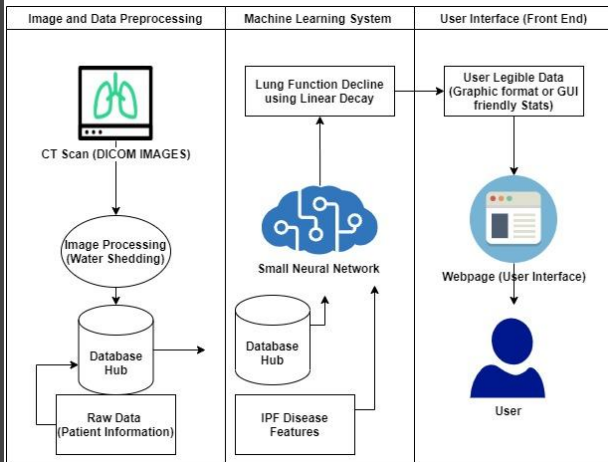 Image and Data Preprocessing
Machine Learning System
User Interface (Front End)
CT Scan (DICOM IMAGES)
Image Processing
(Water Shedding)
Database
Hub
Raw Data
(Patient Information)
Lung Function Decline
using Linear Decay
Small Neural Network
Database
Hub
IPF Disease
Features
User Legible Data
(Graphic format or GUI
friendly Stats)
Webpage (User Interface)
User